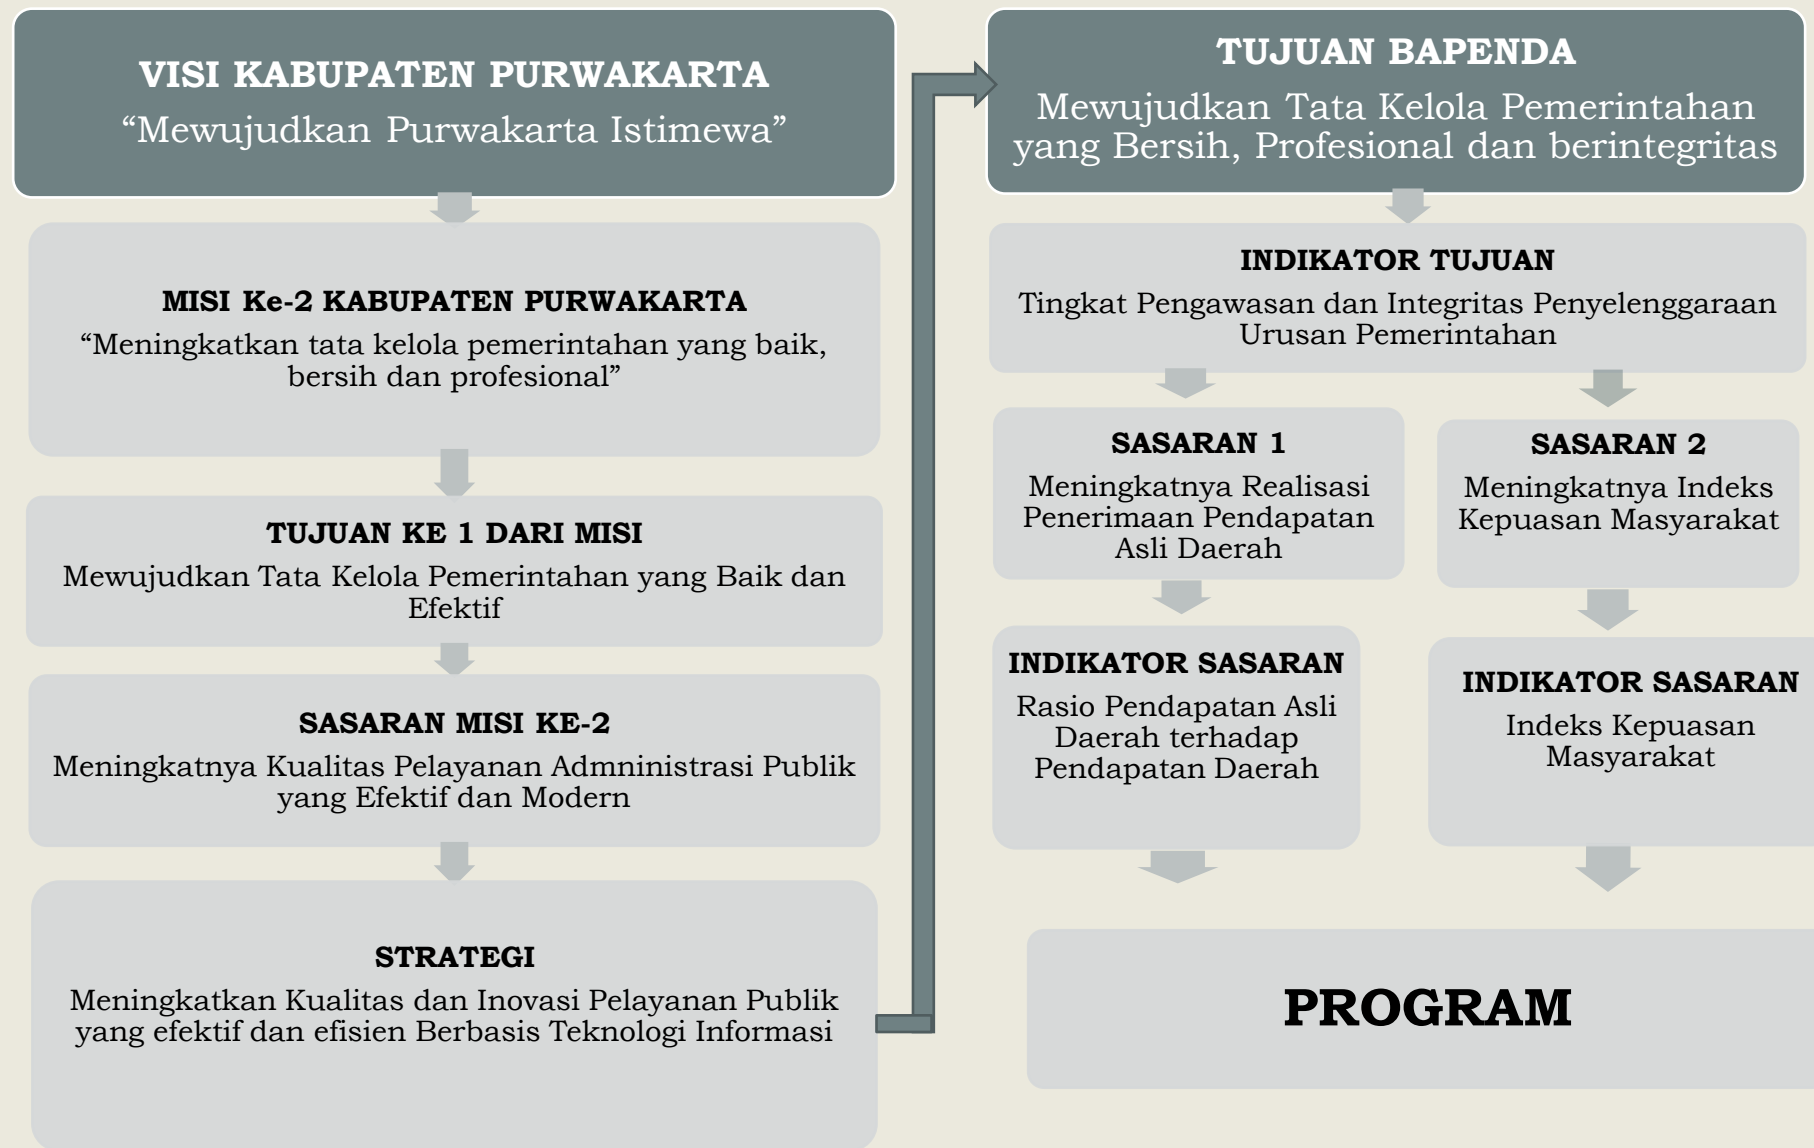 VISI KABUPATEN PURWAKARTA
“Mewujudkan Purwakarta Istimewa”
MISI Ke-2 KABUPATEN PURWAKARTA
“Meningkatkan tata kelola pemerintahan yang baik,
bersih dan profesional”
TUJUAN KE 1 DARI MISI
Mewujudkan Tata Kelola Pemerintahan yang Baik dan
Efektif
SASARAN MISI KE-2
Meningkatnya Kualitas Pelayanan Admninistrasi Publik
yang Efektif dan Modern
STRATEGI
Meningkatkan Kualitas dan Inovasi Pelayanan Publik
yang efektif dan efisien Berbasis Teknologi Informasi
TUJUAN BAPENDA
Mewujudkan Tata Kelola Pemerintahan
yang Bersih, Profesional dan berintegritas
INDIKATOR TUJUAN
Tingkat Pengawasan dan Integritas Penyelenggaraan
Urusan Pemerintahan
SASARAN 1
Meningkatnya Realisasi
Penerimaan Pendapatan
Asli Daerah
INDIKATOR SASARAN
Rasio Pendapatan Asli
Daerah terhadap
Pendapatan Daerah
SASARAN 2
Meningkatnya Indeks
Kepuasan Masyarakat
INDIKATOR SASARAN
Indeks Kepuasan
Masyarakat
PROGRAM